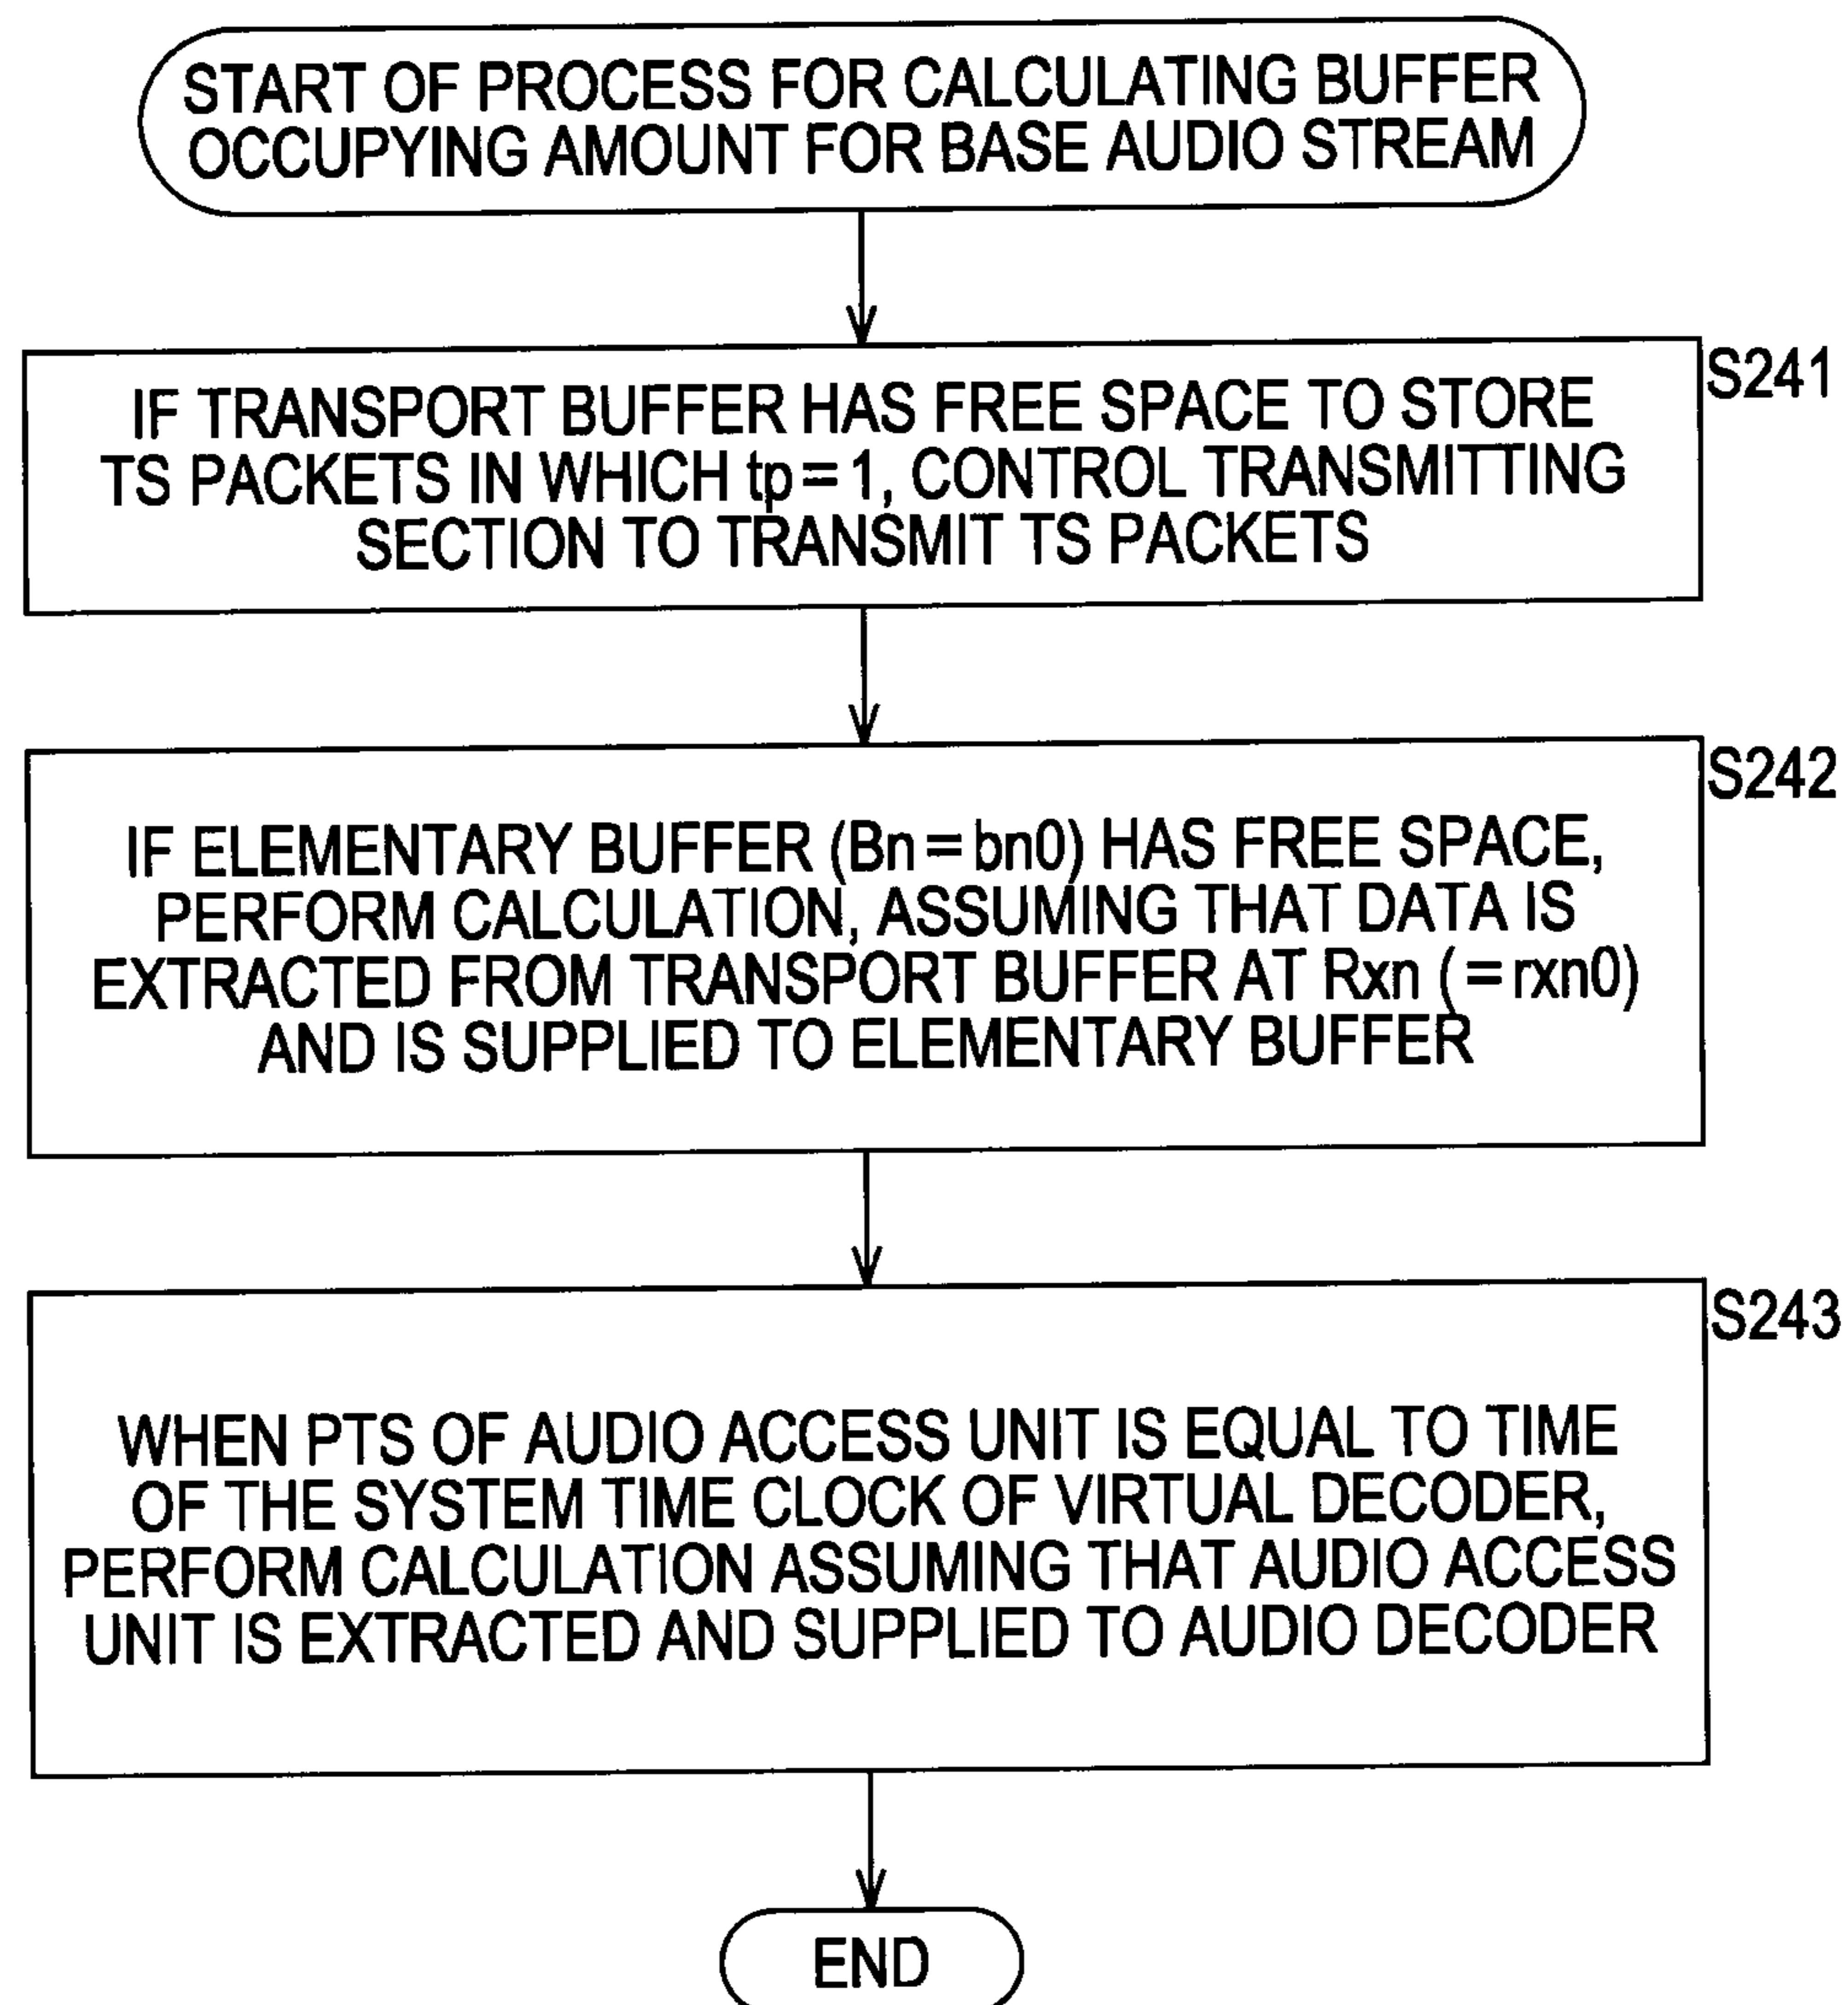 START OF PROCESS FOR CALCULATING BUFFER
OCCUPYING AMOUNT FOR BASE AUDIO STREAM
S241
IF TRANSPORT BUFFER HAS FREE SPACE TO STORE
TS PACKETS IN WHICH tp=1, CONTROL TRANSMITTING
SECTION TO TRANSMIT TS PACKETS
S242
IF ELEMENTARY BUFFER (Bn=bn0) HAS FREE SPACE,
PERFORM CALCULATION, ASSUMING THAT DATA IS
EXTRACTED FROM TRANSPORT BUFFER AT Rxn (=rxn0)
AND IS SUPPLIED TO ELEMENTARY BUFFER
S243
WHEN PTS OF AUDIO ACCESS UNIT IS EQUAL TO TIME
OF THE SYSTEM TIME CLOCK OF VIRTUAL DECODER,
PERFORM CALCULATION ASSUMING THAT AUDIO ACCESS
UNIT IS EXTRACTED AND SUPPLIED TO AUDIO DECODER
END